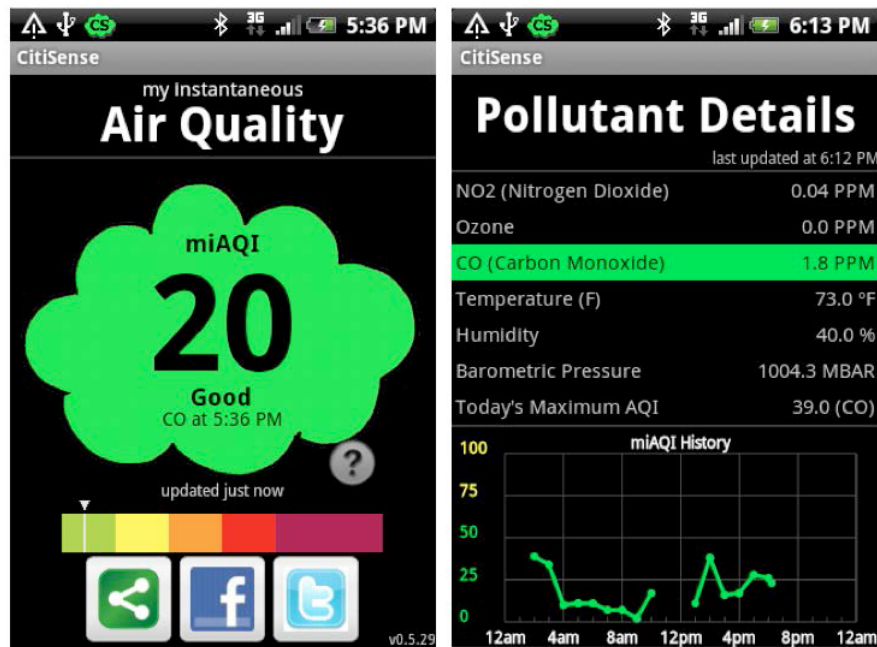 CS
3G
5:36 PM
CitiSense
my instantaneous
Air Quality
miAQI
20
Good
CO at 5:36 PM
?
updated just now
f
t
v0.5.29
CS
3G
6:13 PM
CitiSense
Pollutant Details
last updated at 6:12 PM
NO2 (Nitrogen Dioxide) 0.04 PPM
Ozone 0.0 PPM
CO (Carbon Monoxide) 1.8 PPM
Temperature (F) 73.0 °F
Humidity 40.0 %
Barometric Pressure 1004.3 MBAR
Today's Maximum AQI 39.0 (CO)
miAQI History
100
75
50
25
0
12am 4am 8am 12pm 4pm 8pm 12am